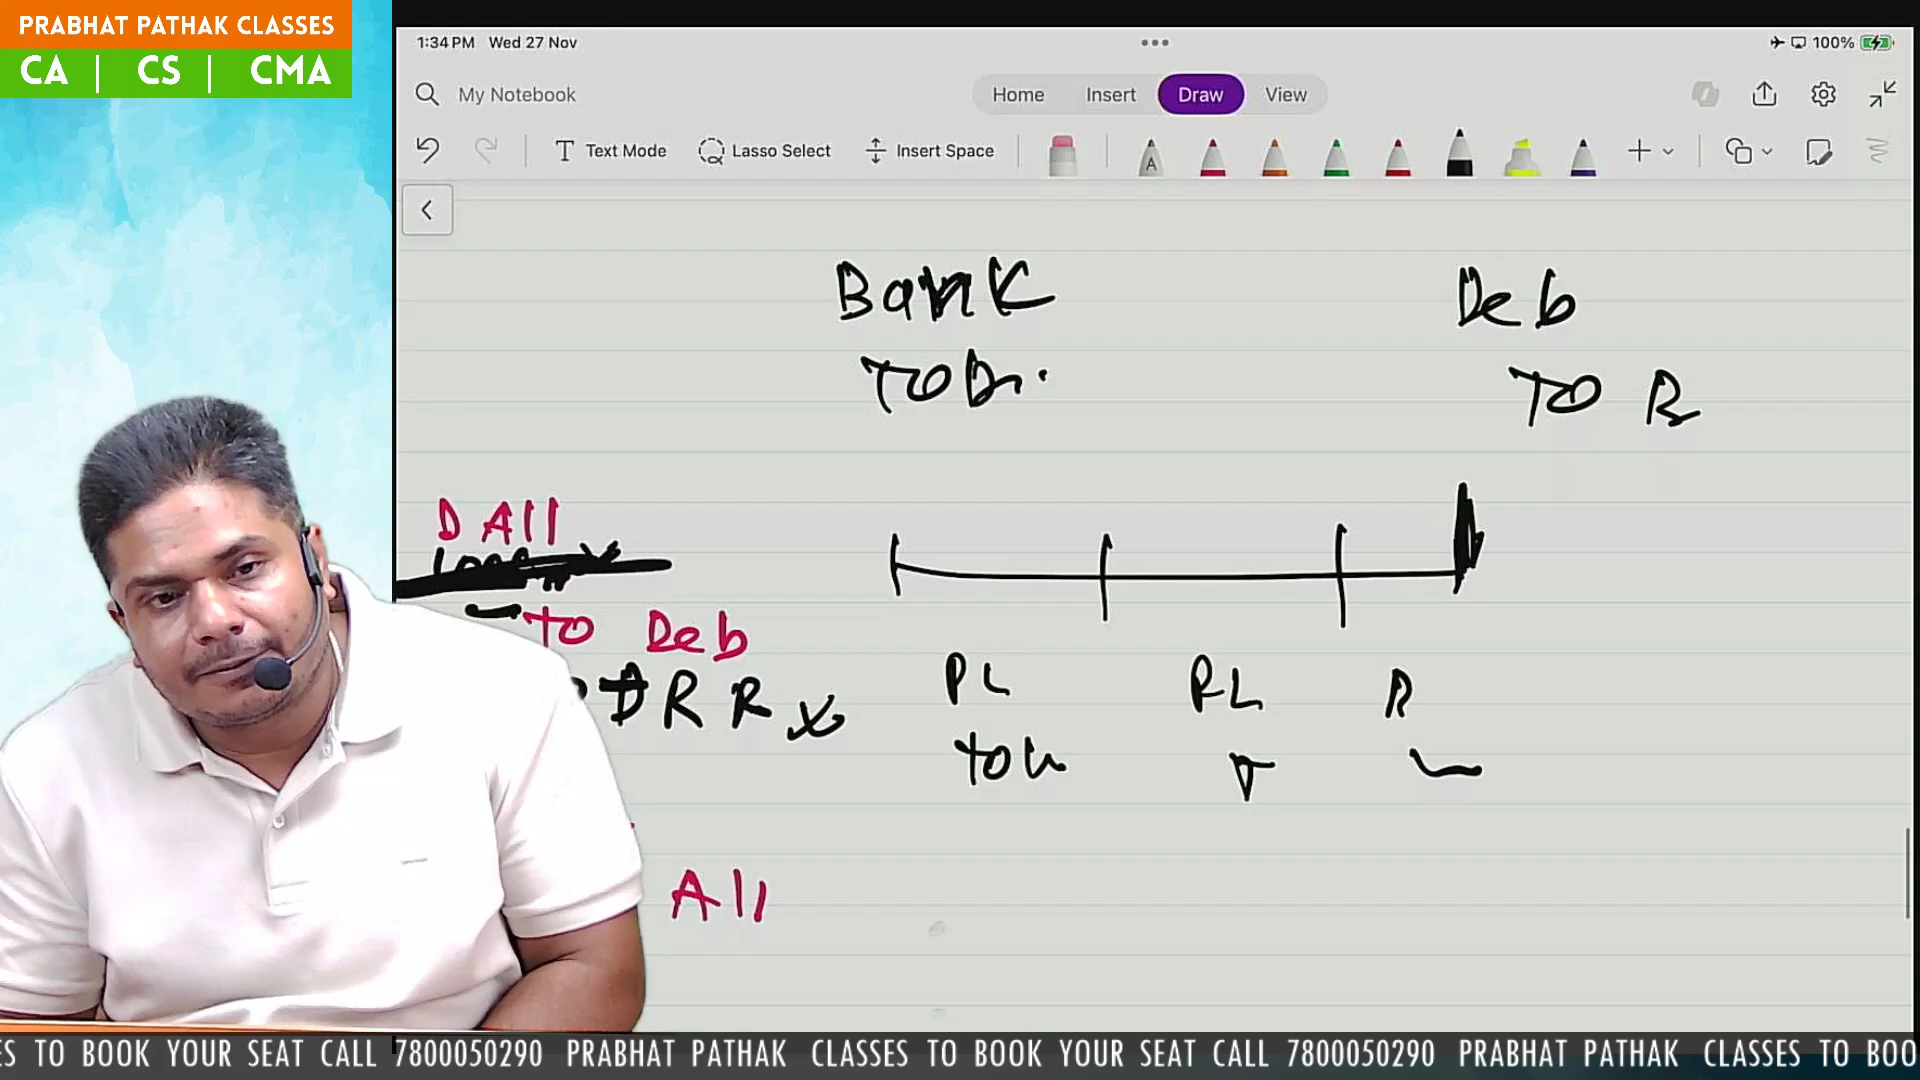 PRABHAT PATHAK CLASSES
CA | CS | CMA
1:34 PM Wed 27 Nov
100%
My Notebook
Home Insert Draw View
Text Mode Lasso Select Insert Space
A
Bank
Deb
To
To B
D All
To Deb
R R
PL
RL
All
ES TO BOOK YOUR SEAT CALL 7800050290 PRABHAT PATHAK CLASSES TO BOOK YOUR SEAT CALL 7800050290 PRABHAT PATHAK CLASSES TO BOO